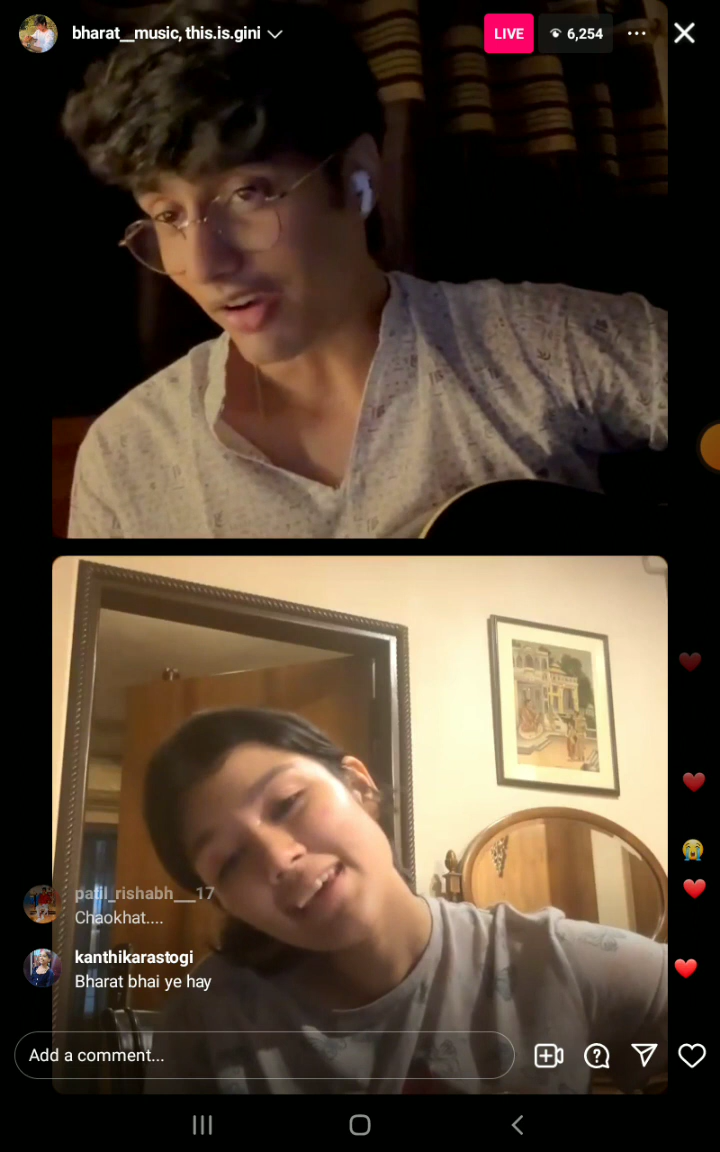 bharat__music, this.is.gini
LIVE
6,254
patil_rishabh__17
Chaokhat....
kanthikarastogi
Bharat bhai ye hay
Add a comment...